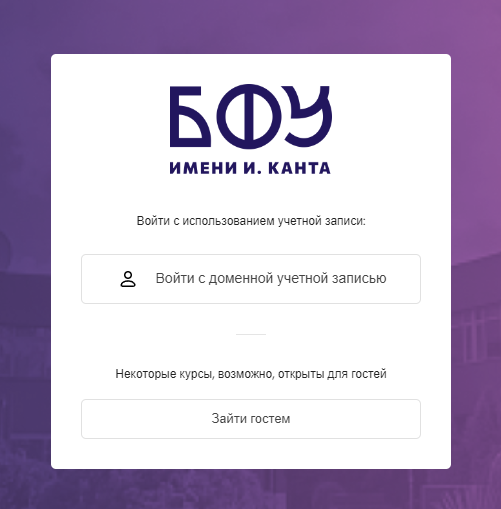 БФУ
ИМЕНИ И. КАНТА
Войти с использованием учетной записи:
Войти с доменной учетной записью
Некоторые курсы, возможно, открыты для гостей
Зайти гостем